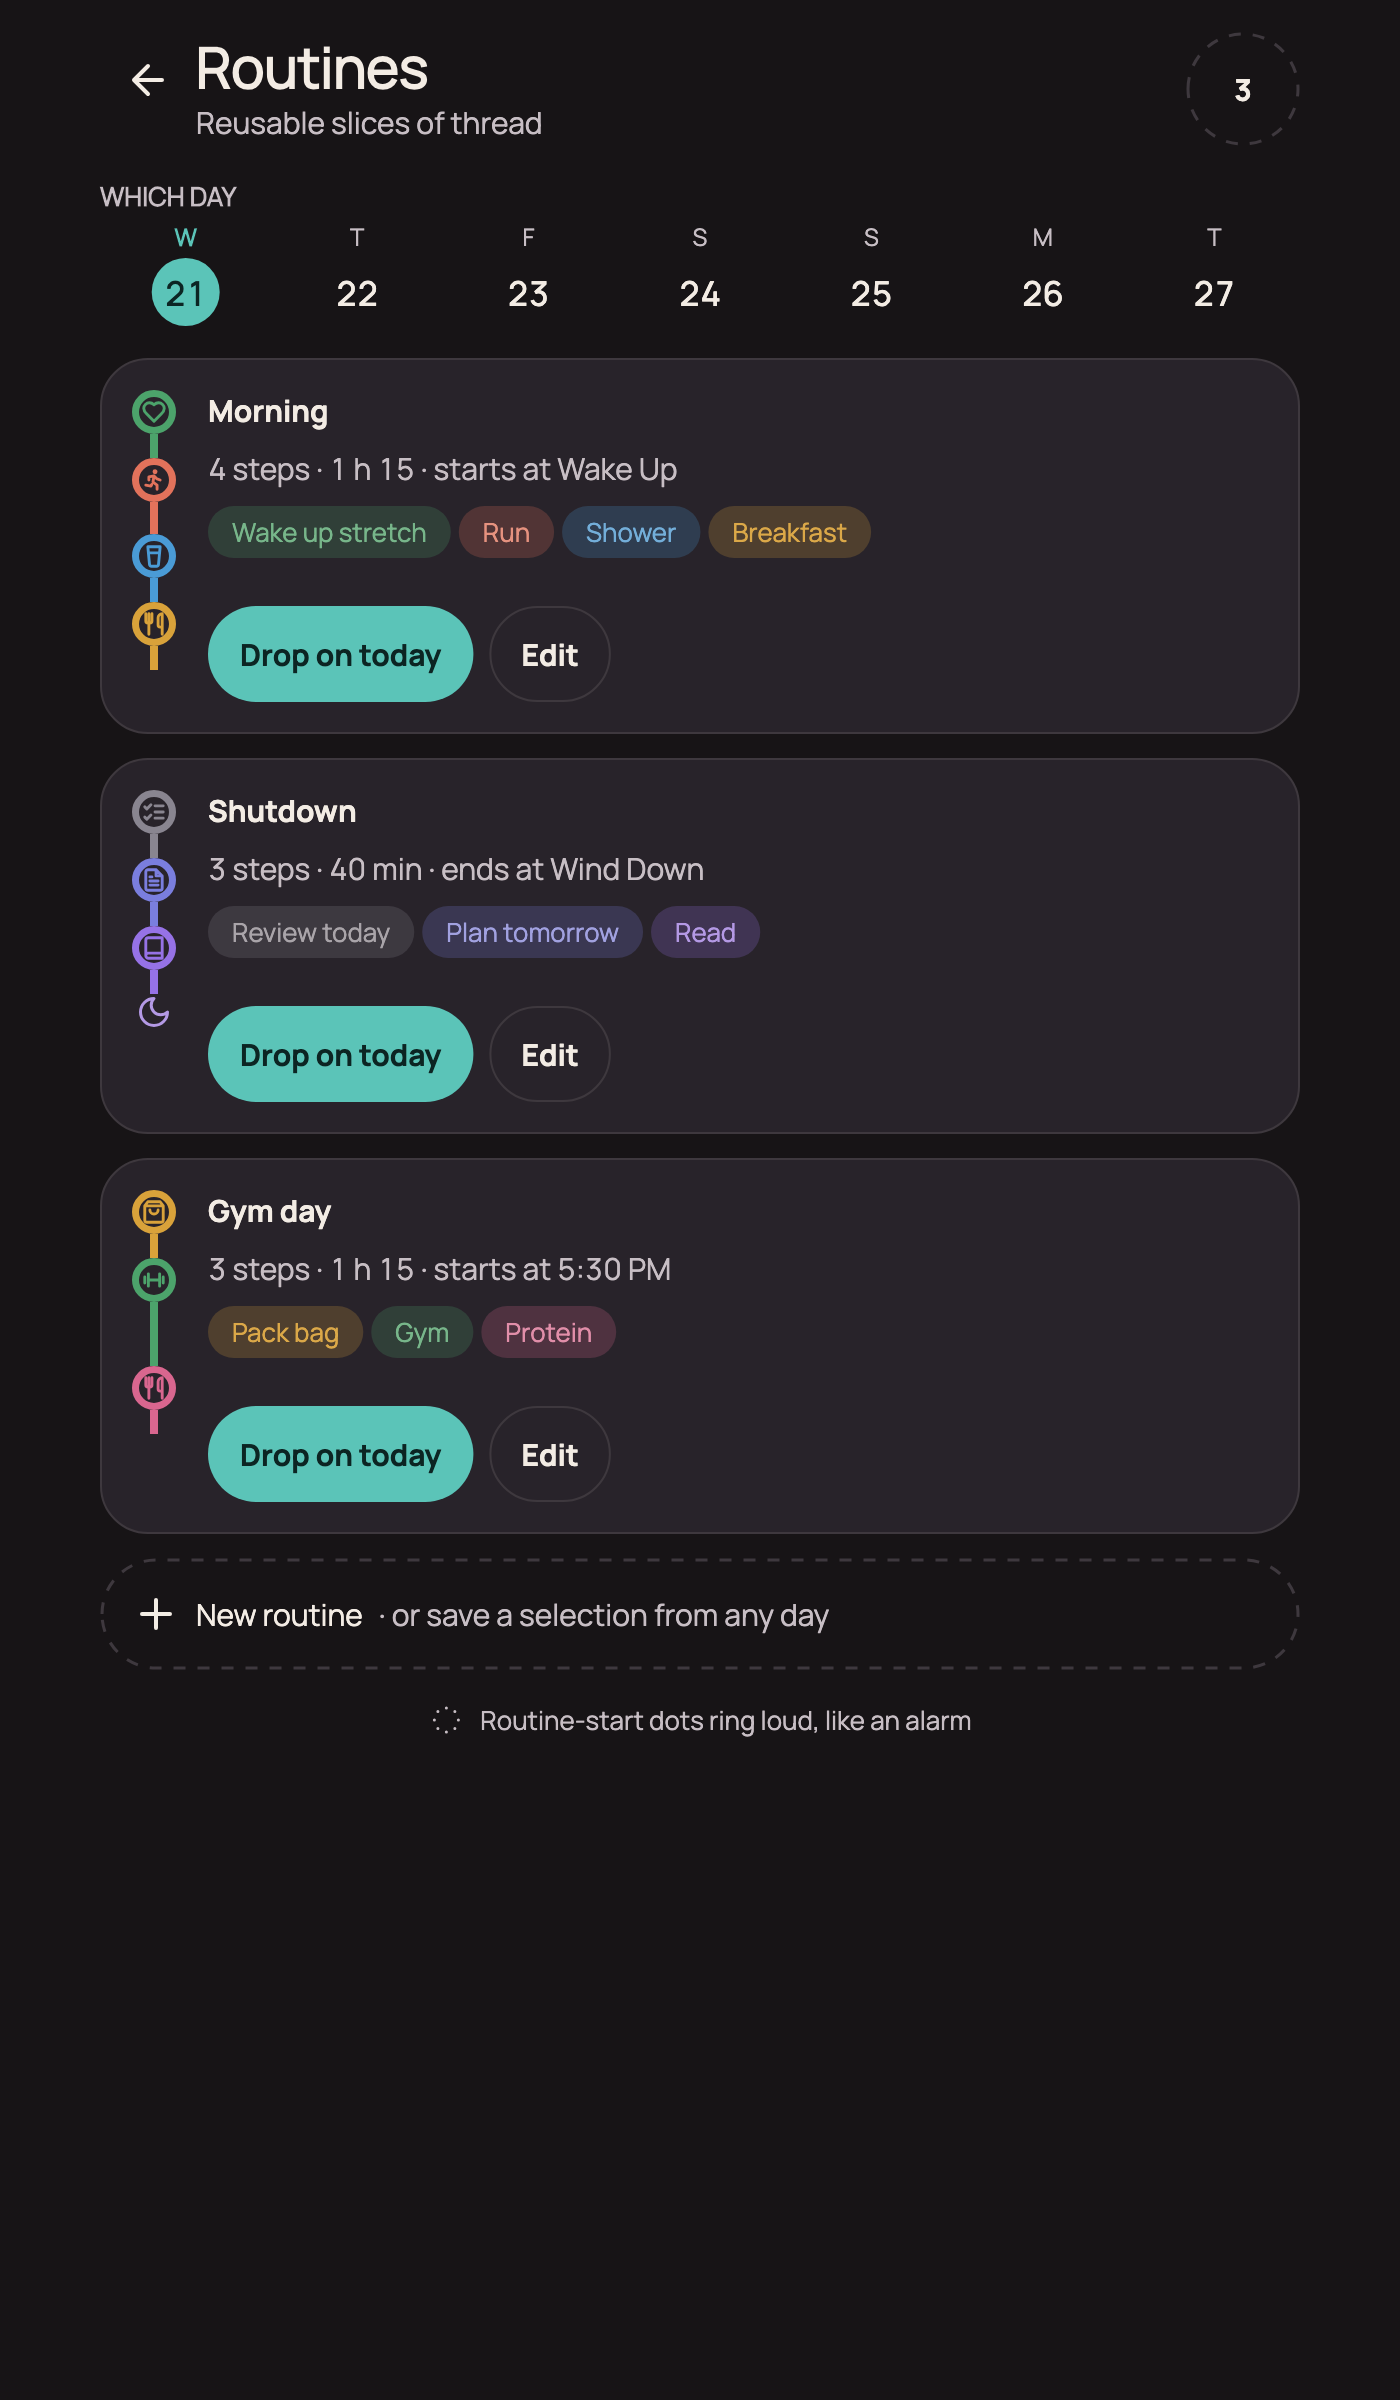 Routines
Reusable slices of thread
3
WHICH DAY
W T F S S M T
21 22 23 24 25 26 27
Morning
4 steps · 1 h 15 · starts at Wake Up
Wake up stretch Run Shower Breakfast
Drop on today Edit
Shutdown
3 steps · 40 min · ends at Wind Down
Review today Plan tomorrow Read
Drop on today Edit
Gym day
3 steps · 1 h 15 · starts at 5:30 PM
Pack bag Gym Protein
Drop on today Edit
New routine · or save a selection from any day
Routine-start dots ring loud, like an alarm